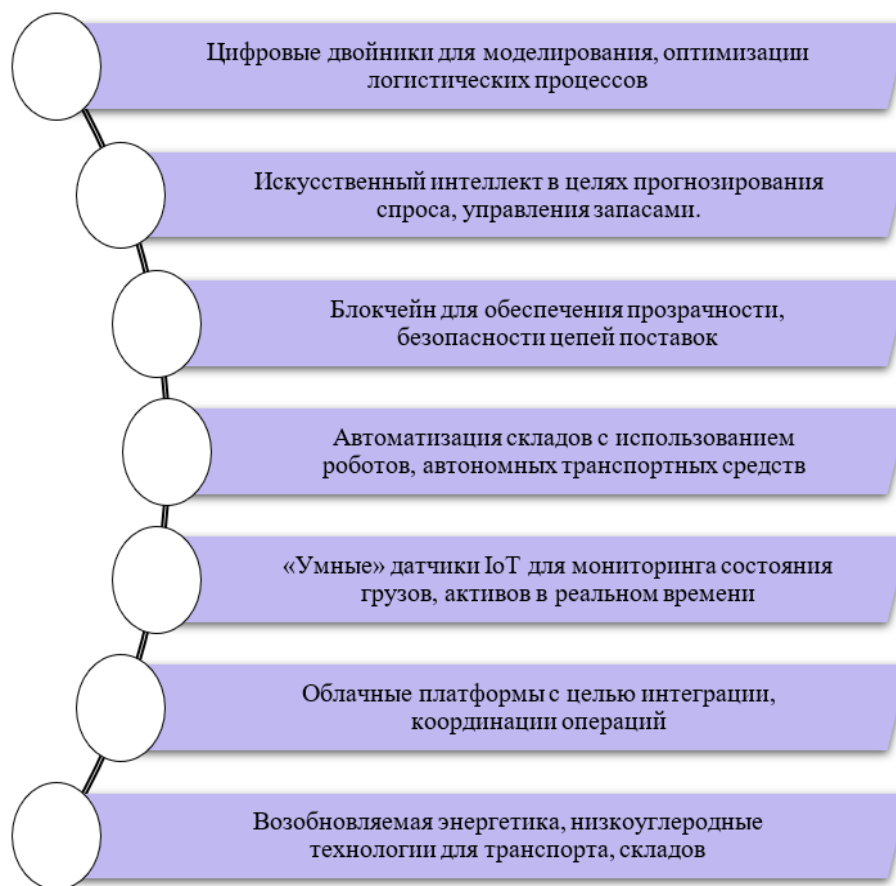 Цифровые двойники для моделирования, оптимизации
логистических процессов
Искусственный интеллект в целях прогнозирования
спроса, управления запасами.
Блокчейн для обеспечения прозрачности,
безопасности цепей поставок
Автоматизация складов с использованием
роботов, автономных транспортных средств
«Умные» датчики IoT для мониторинга состояния
грузов, активов в реальном времени
Облачные платформы с целью интеграции,
координации операций
Возобновляемая энергетика, низкоуглеродные
технологии для транспорта, складов